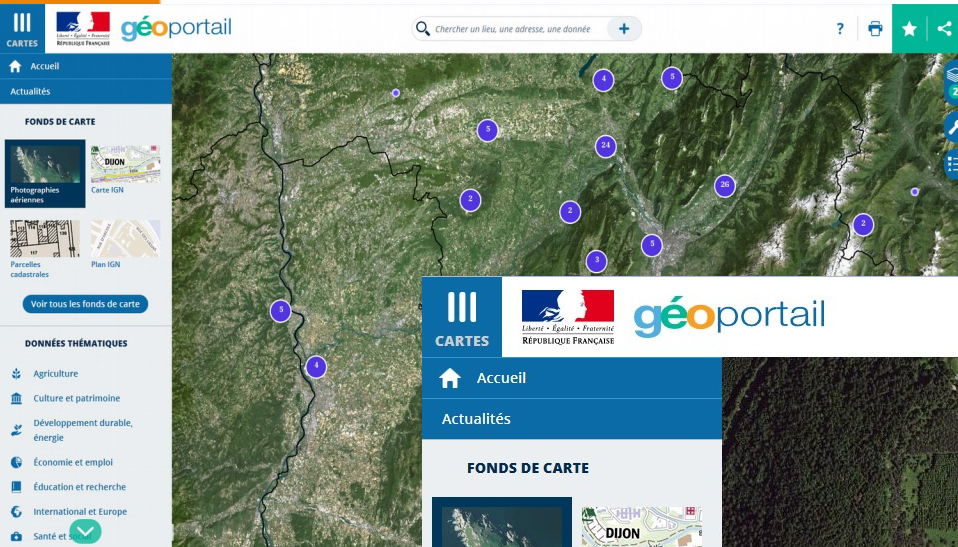 CARTES
Liberté • Égalité • Fraternité
RÉPUBLIQUE FRANÇAISE
géoportail
Chercher un lieu, une adresse, une donnée
+
?
Accueil
Actualités
FONDS DE CARTE
Photographies
aériennes
DIJON
Carte IGN
Parcelles
cadastrales
117
Plan IGN
Voir tous les fonds de carte
DONNÉES THÉMATIQUES
Agriculture
Culture et patrimoine
Développement durable,
énergie
Économie et emploi
Éducation et recherche
International et Europe
Santé et
4
5
5
24
26
2
2
2
5
3
5
4
2
CARTES
Liberté • Égalité • Fraternité
RÉPUBLIQUE FRANÇAISE
géoportail
Accueil
Actualités
FONDS DE CARTE
DIJON